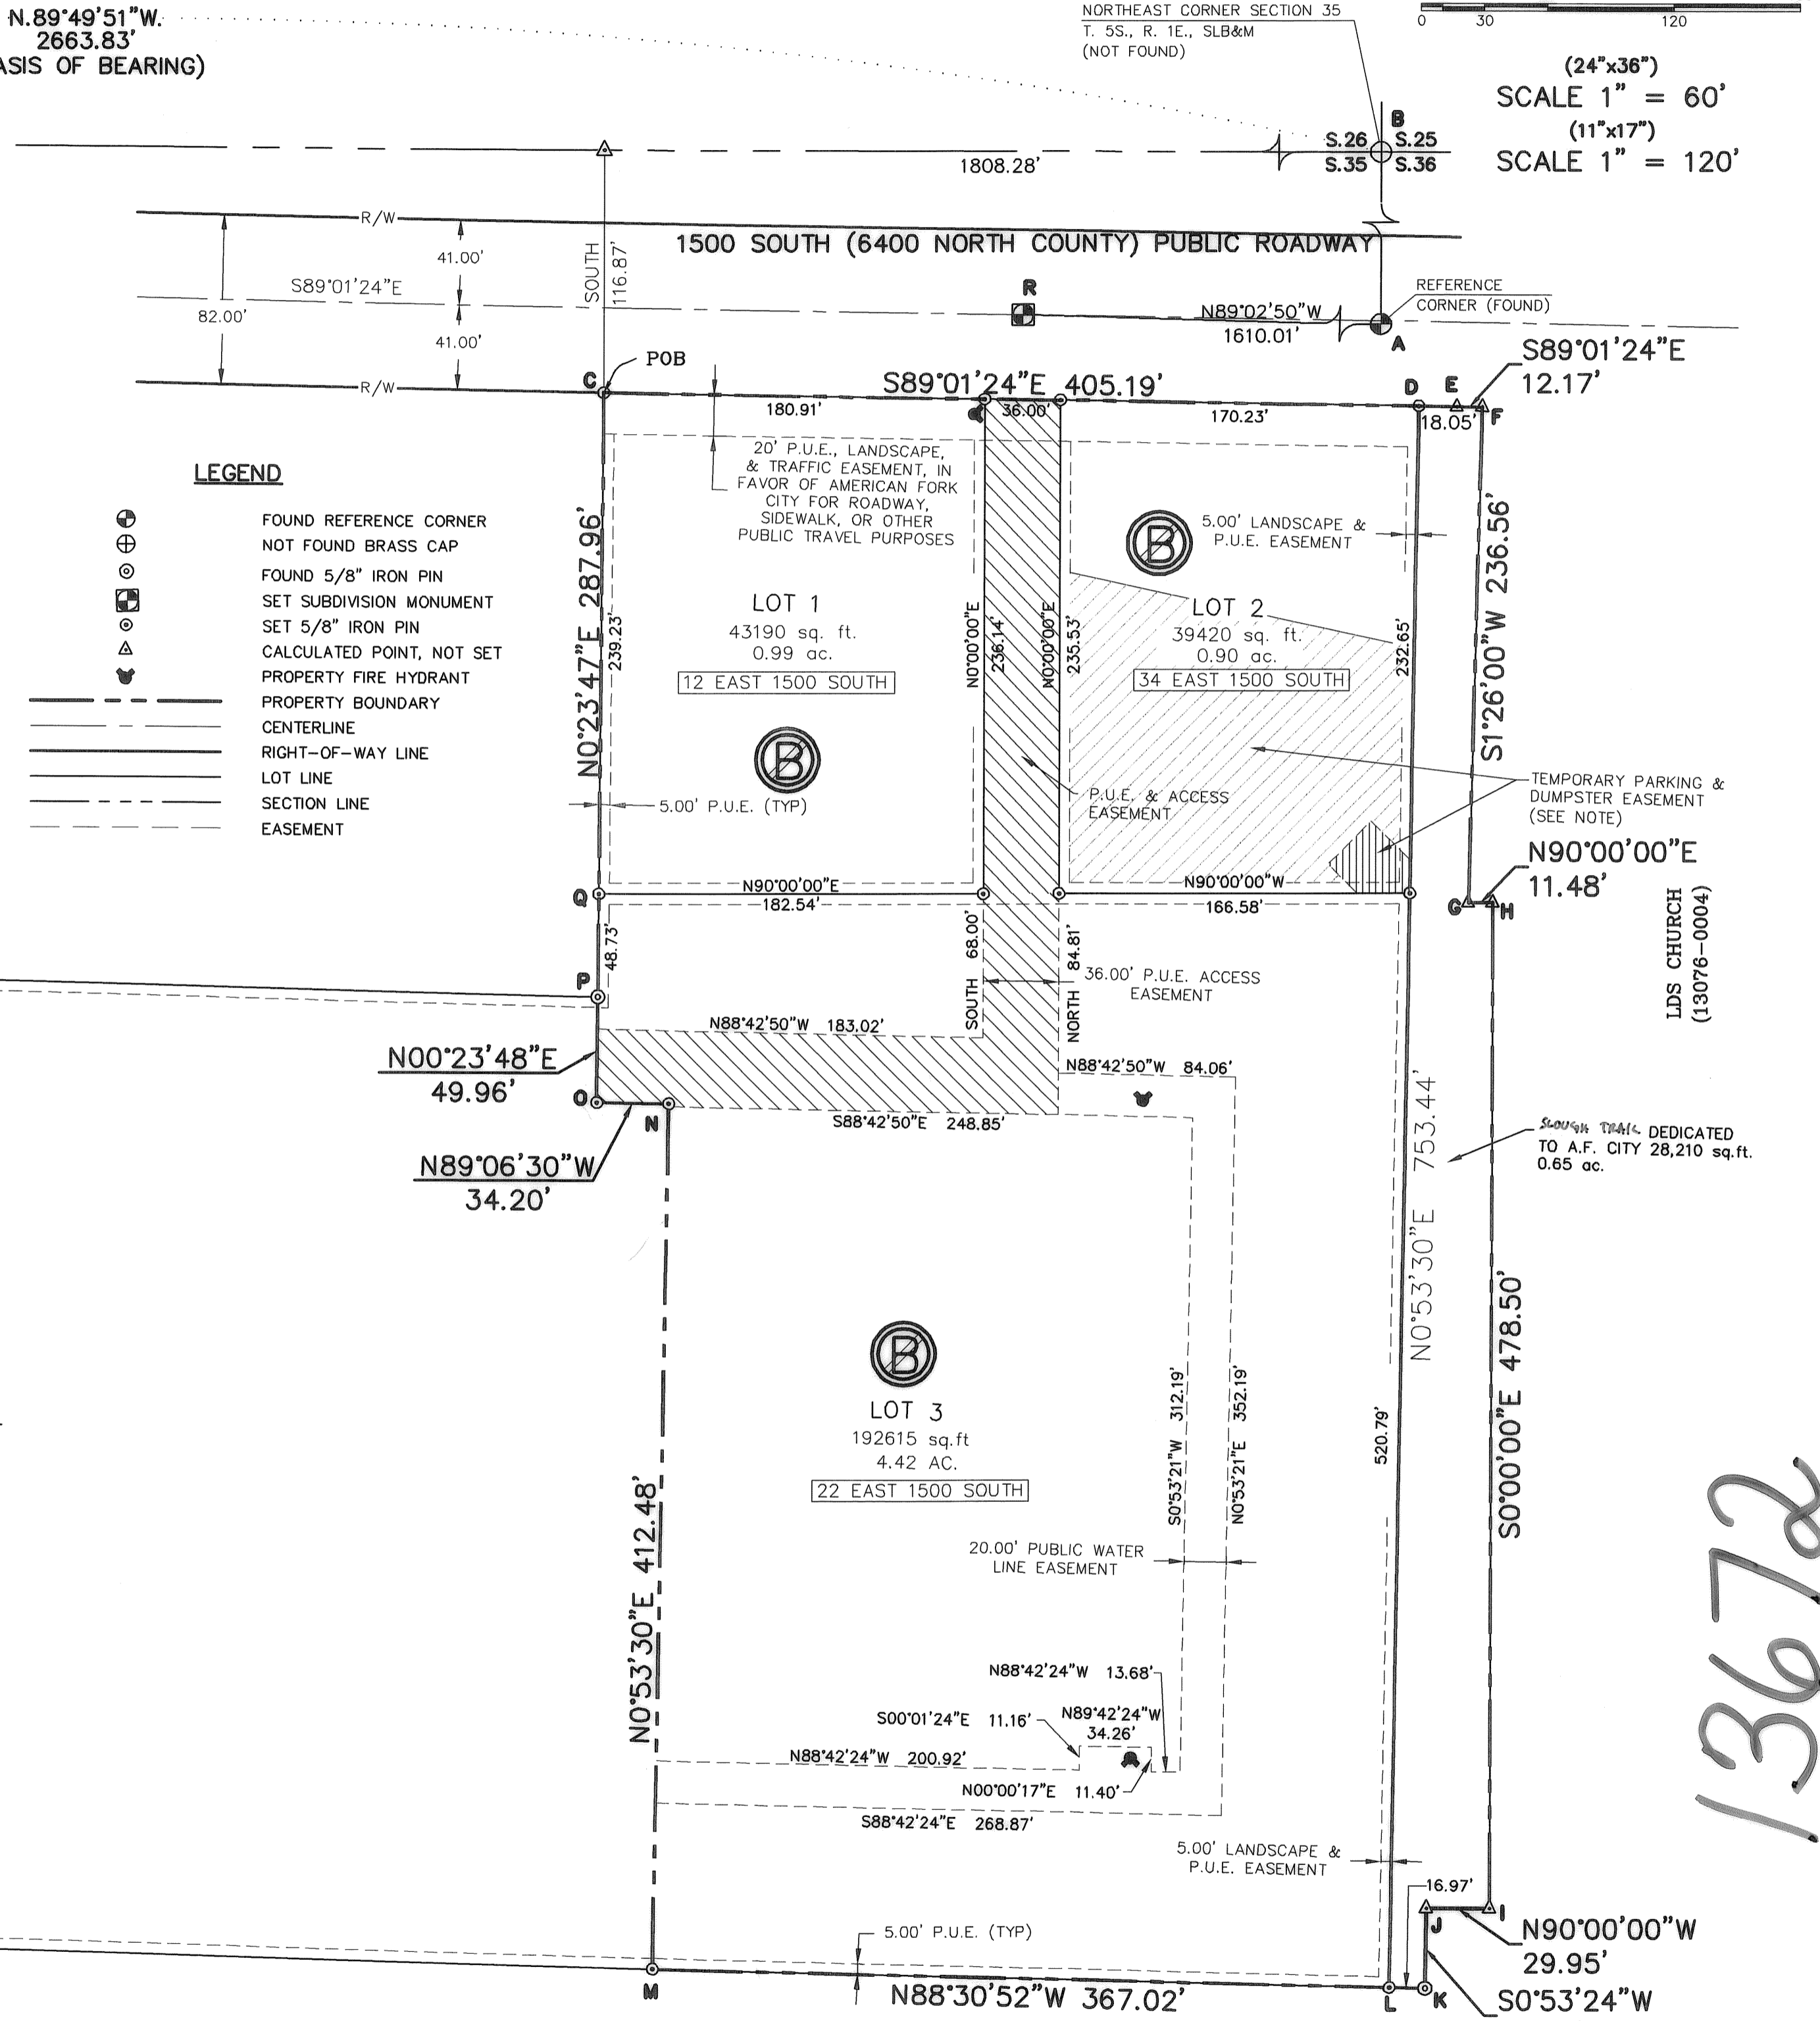 N.89°49'51"W.
2663.83'
ASIS OF BEARING)
NORTHEAST CORNER SECTION 35
T. 5S., R. 1E., SLB&M
(NOT FOUND)
0 30 120
(24"x36")
SCALE 1" = 60'
(11"x17")
SCALE 1" = 120'
B
S.26 S.25
S.35 S.36
1808.28'
R/W
1500 SOUTH (6400 NORTH COUNTY) PUBLIC ROADWAY
41.00'
SOUTH
116.87'
S89°01'24"E
82.00'
41.00'
R
N89°02'50"W
1610.01'
REFERENCE
CORNER (FOUND)
A
R/W
C
POB
S89°01'24"E 405.19'
D E
F
S89°01'24"E
12.17'
180.91'
36.00'
170.23'
18.05'
LEGEND
FOUND REFERENCE CORNER
NOT FOUND BRASS CAP
FOUND 5/8" IRON PIN
SET SUBDIVISION MONUMENT
SET 5/8" IRON PIN
CALCULATED POINT, NOT SET
PROPERTY FIRE HYDRANT
PROPERTY BOUNDARY
CENTERLINE
RIGHT-OF-WAY LINE
LOT LINE
SECTION LINE
EASEMENT
20' P.U.E., LANDSCAPE,
& TRAFFIC EASEMENT, IN
FAVOR OF AMERICAN FORK
CITY FOR ROADWAY,
SIDEWALK, OR OTHER
PUBLIC TRAVEL PURPOSES
N0°23'47"E 287.96'
239.23'
LOT 1
43190 sq. ft.
0.99 ac.
12 EAST 1500 SOUTH
B
5.00' P.U.E. (TYP)
N0°00'00"E
236.14'
N0°00'00"E
235.53'
P.U.E. & ACCESS
EASEMENT
B
5.00' LANDSCAPE &
P.U.E. EASEMENT
LOT 2
39420 sq. ft.
0.90 ac.
34 EAST 1500 SOUTH
232.65'
S1°26'00"W 236.56'
TEMPORARY PARKING &
DUMPSTER EASEMENT
(SEE NOTE)
N90°00'00"E
11.48'
G
H
LDS CHURCH
(13076-0004)
Q
N90°00'00"E
182.54'
N90°00'00"W
166.58'
48.73'
P
SOUTH 68.00'
NORTH 84.81'
36.00' P.U.E. ACCESS
EASEMENT
N88°42'50"W 183.02'
N00°23'48"E
49.96'
O
N
N88°42'50"W 84.06'
S88°42'50"E 248.85'
N89°06'30"W
34.20'
N0°53'30"E 753.44'
SLOUGH TRAIL DEDICATED
TO A.F. CITY 28,210 sq.ft.
0.65 ac.
B
LOT 3
192615 sq.ft
4.42 AC.
22 EAST 1500 SOUTH
S0°53'21"W 312.19'
N0°53'21"E 352.19'
520.79'
S0°00'00"E 478.50'
N0°53'30"E 412.48'
20.00' PUBLIC WATER
LINE EASEMENT
13672
N88°42'24"W 13.68'
S00°01'24"E 11.16'
N89°42'24"W
34.26'
N88°42'24"W 200.92'
N00°00'17"E 11.40'
S88°42'24"E 268.87'
5.00' LANDSCAPE &
P.U.E. EASEMENT
16.97'
J
I
N90°00'00"W
29.95'
5.00' P.U.E. (TYP)
M
N88°30'52"W 367.02'
L
K
S0°53'24"W